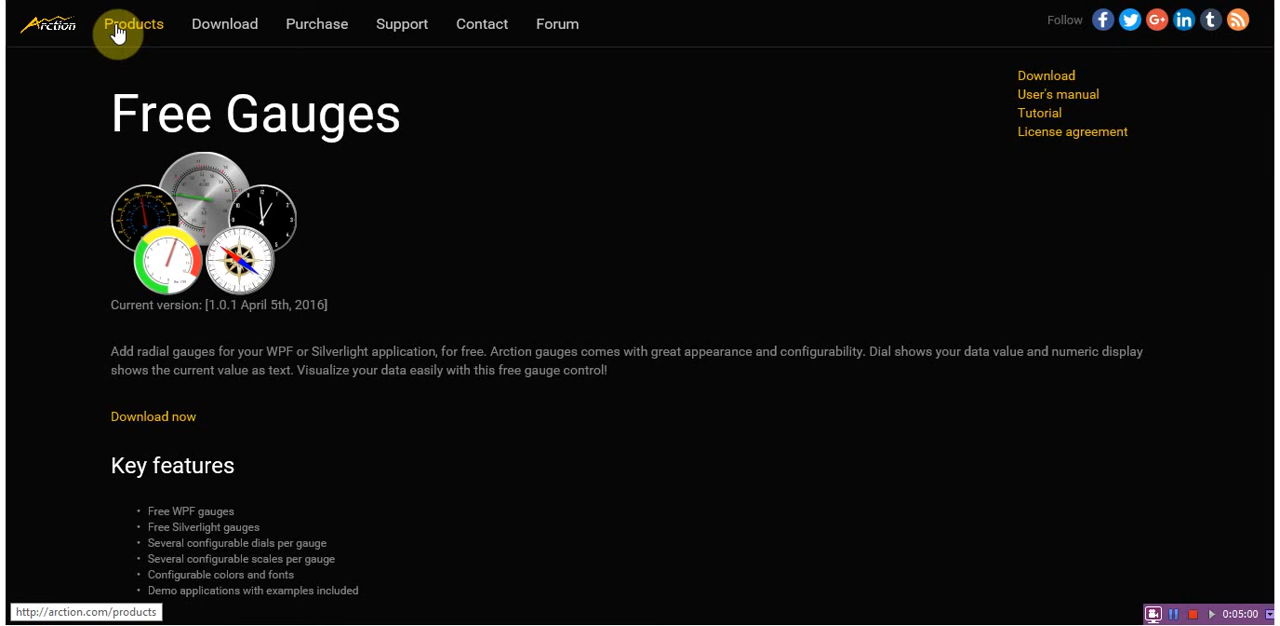 Arction Products Download Purchase Support Contact Forum Follow
Download
User's manual
Tutorial
License agreement
Free Gauges
Current version: [1.0.1 April 5th, 2016]
Add radial gauges for your WPF or Silverlight application, for free. Arction gauges comes with great appearance and configurability. Dial shows your data value and numeric display
shows the current value as text. Visualize your data easily with this free gauge control!
Download now
Key features
• Free WPF gauges
• Free Silverlight gauges
• Several configurable dials per gauge
• Several configurable scales per gauge
• Configurable colors and fonts
• Demo applications with examples included
http://arction.com/products
0:05:00